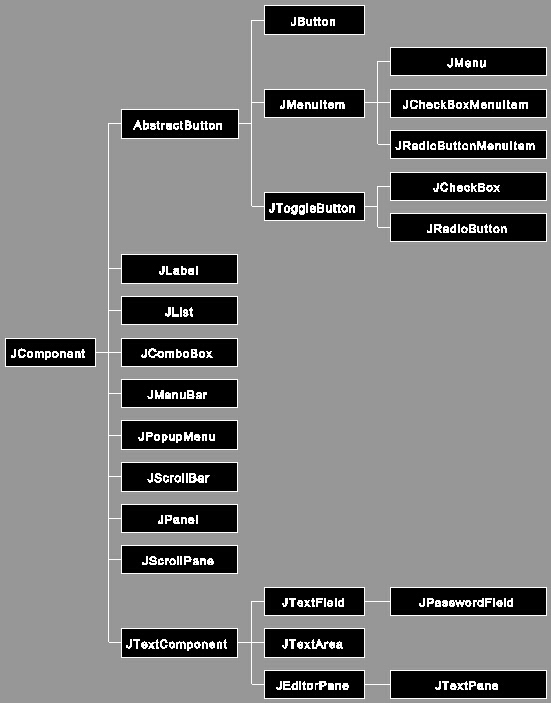 JButton
JMenu
JMenuItem
JCheckBoxMenuItem
AbstractButton
JRadioButtonMenuItem
JCheckBox
JToggleButton
JRadioButton
JLabel
JList
JComponent
JComboBox
JMenuBar
JPopupMenu
JScrollBar
JPanel
JScrollPane
JTextField
JPasswordField
JTextComponent
JTextArea
JEditorPane
JTextPane